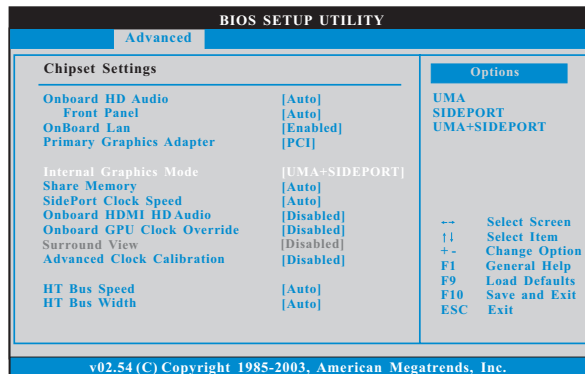 BIOS SETUP UTILITY
Advanced
Chipset Settings
Onboard HD Audio [Auto]
Front Panel [Auto]
OnBoard Lan [Enabled]
Primary Graphics Adapter [PCI]
Internal Graphics Mode [UMA+SIDEPORT]
Share Memory [Auto]
SidePort Clock Speed [Auto]
Onboard HDMI HD Audio [Disabled]
Onboard GPU Clock Override [Disabled]
Surround View [Disabled]
Advanced Clock Calibration [Disabled]
HT Bus Speed [Auto]
HT Bus Width [Auto]
Options
UMA
SIDEPORT
UMA+SIDEPORT
←→ Select Screen
↑↓ Select Item
+ - Change Option
F1 General Help
F9 Load Defaults
F10 Save and Exit
ESC Exit
v02.54 (C) Copyright 1985-2003, American Megatrends, Inc.